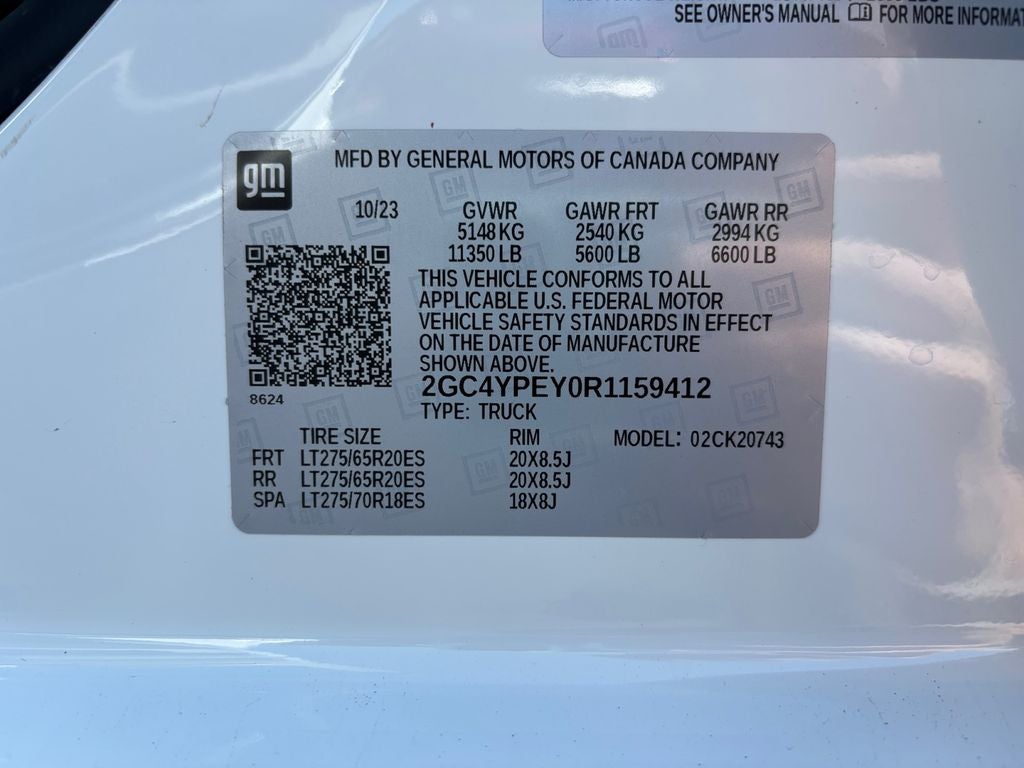 SEE OWNER'S MANUAL FOR MORE
gm
MFD BY GENERAL MOTORS OF CANADA COMPANY
10/23 GVWR GAWR FRT GAWR RR
5148 KG 2540 KG 2994 KG
11350 LB 5600 LB 6600 LB
THIS VEHICLE CONFORMS TO ALL
APPLICABLE U.S. FEDERAL MOTOR
VEHICLE SAFETY STANDARDS IN EFFECT
ON THE DATE OF MANUFACTURE
SHOWN ABOVE.
2GC4YPEY0R1159412
8624
TYPE: TRUCK
TIRE SIZE RIM MODEL: 02CK20743
FRT LT275/65R20ES 20X8.5J
RR LT275/65R20ES 20X8.5J
SPA LT275/70R18ES 18X8J